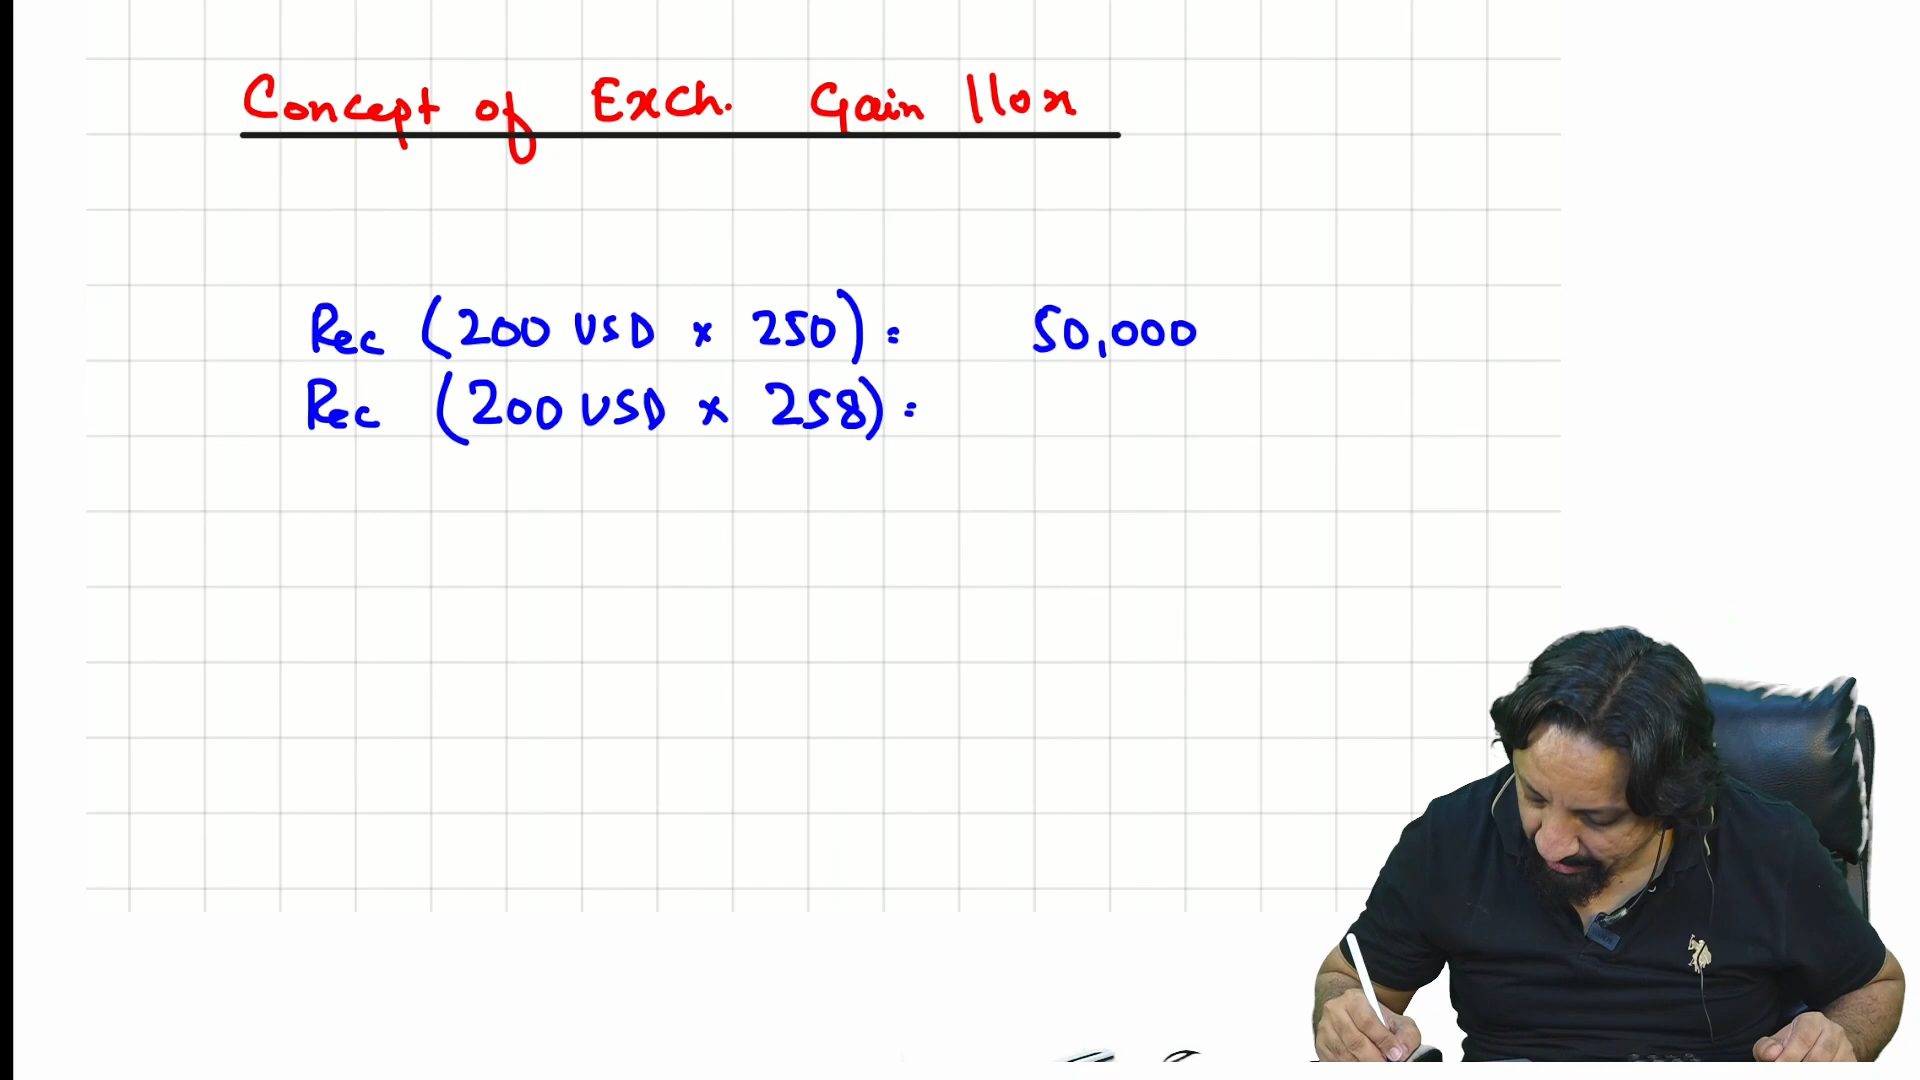 Concept of Exch. Gain / loss
Rec (200 USD x 250) = 50,000
Rec (200 USD x 258) =